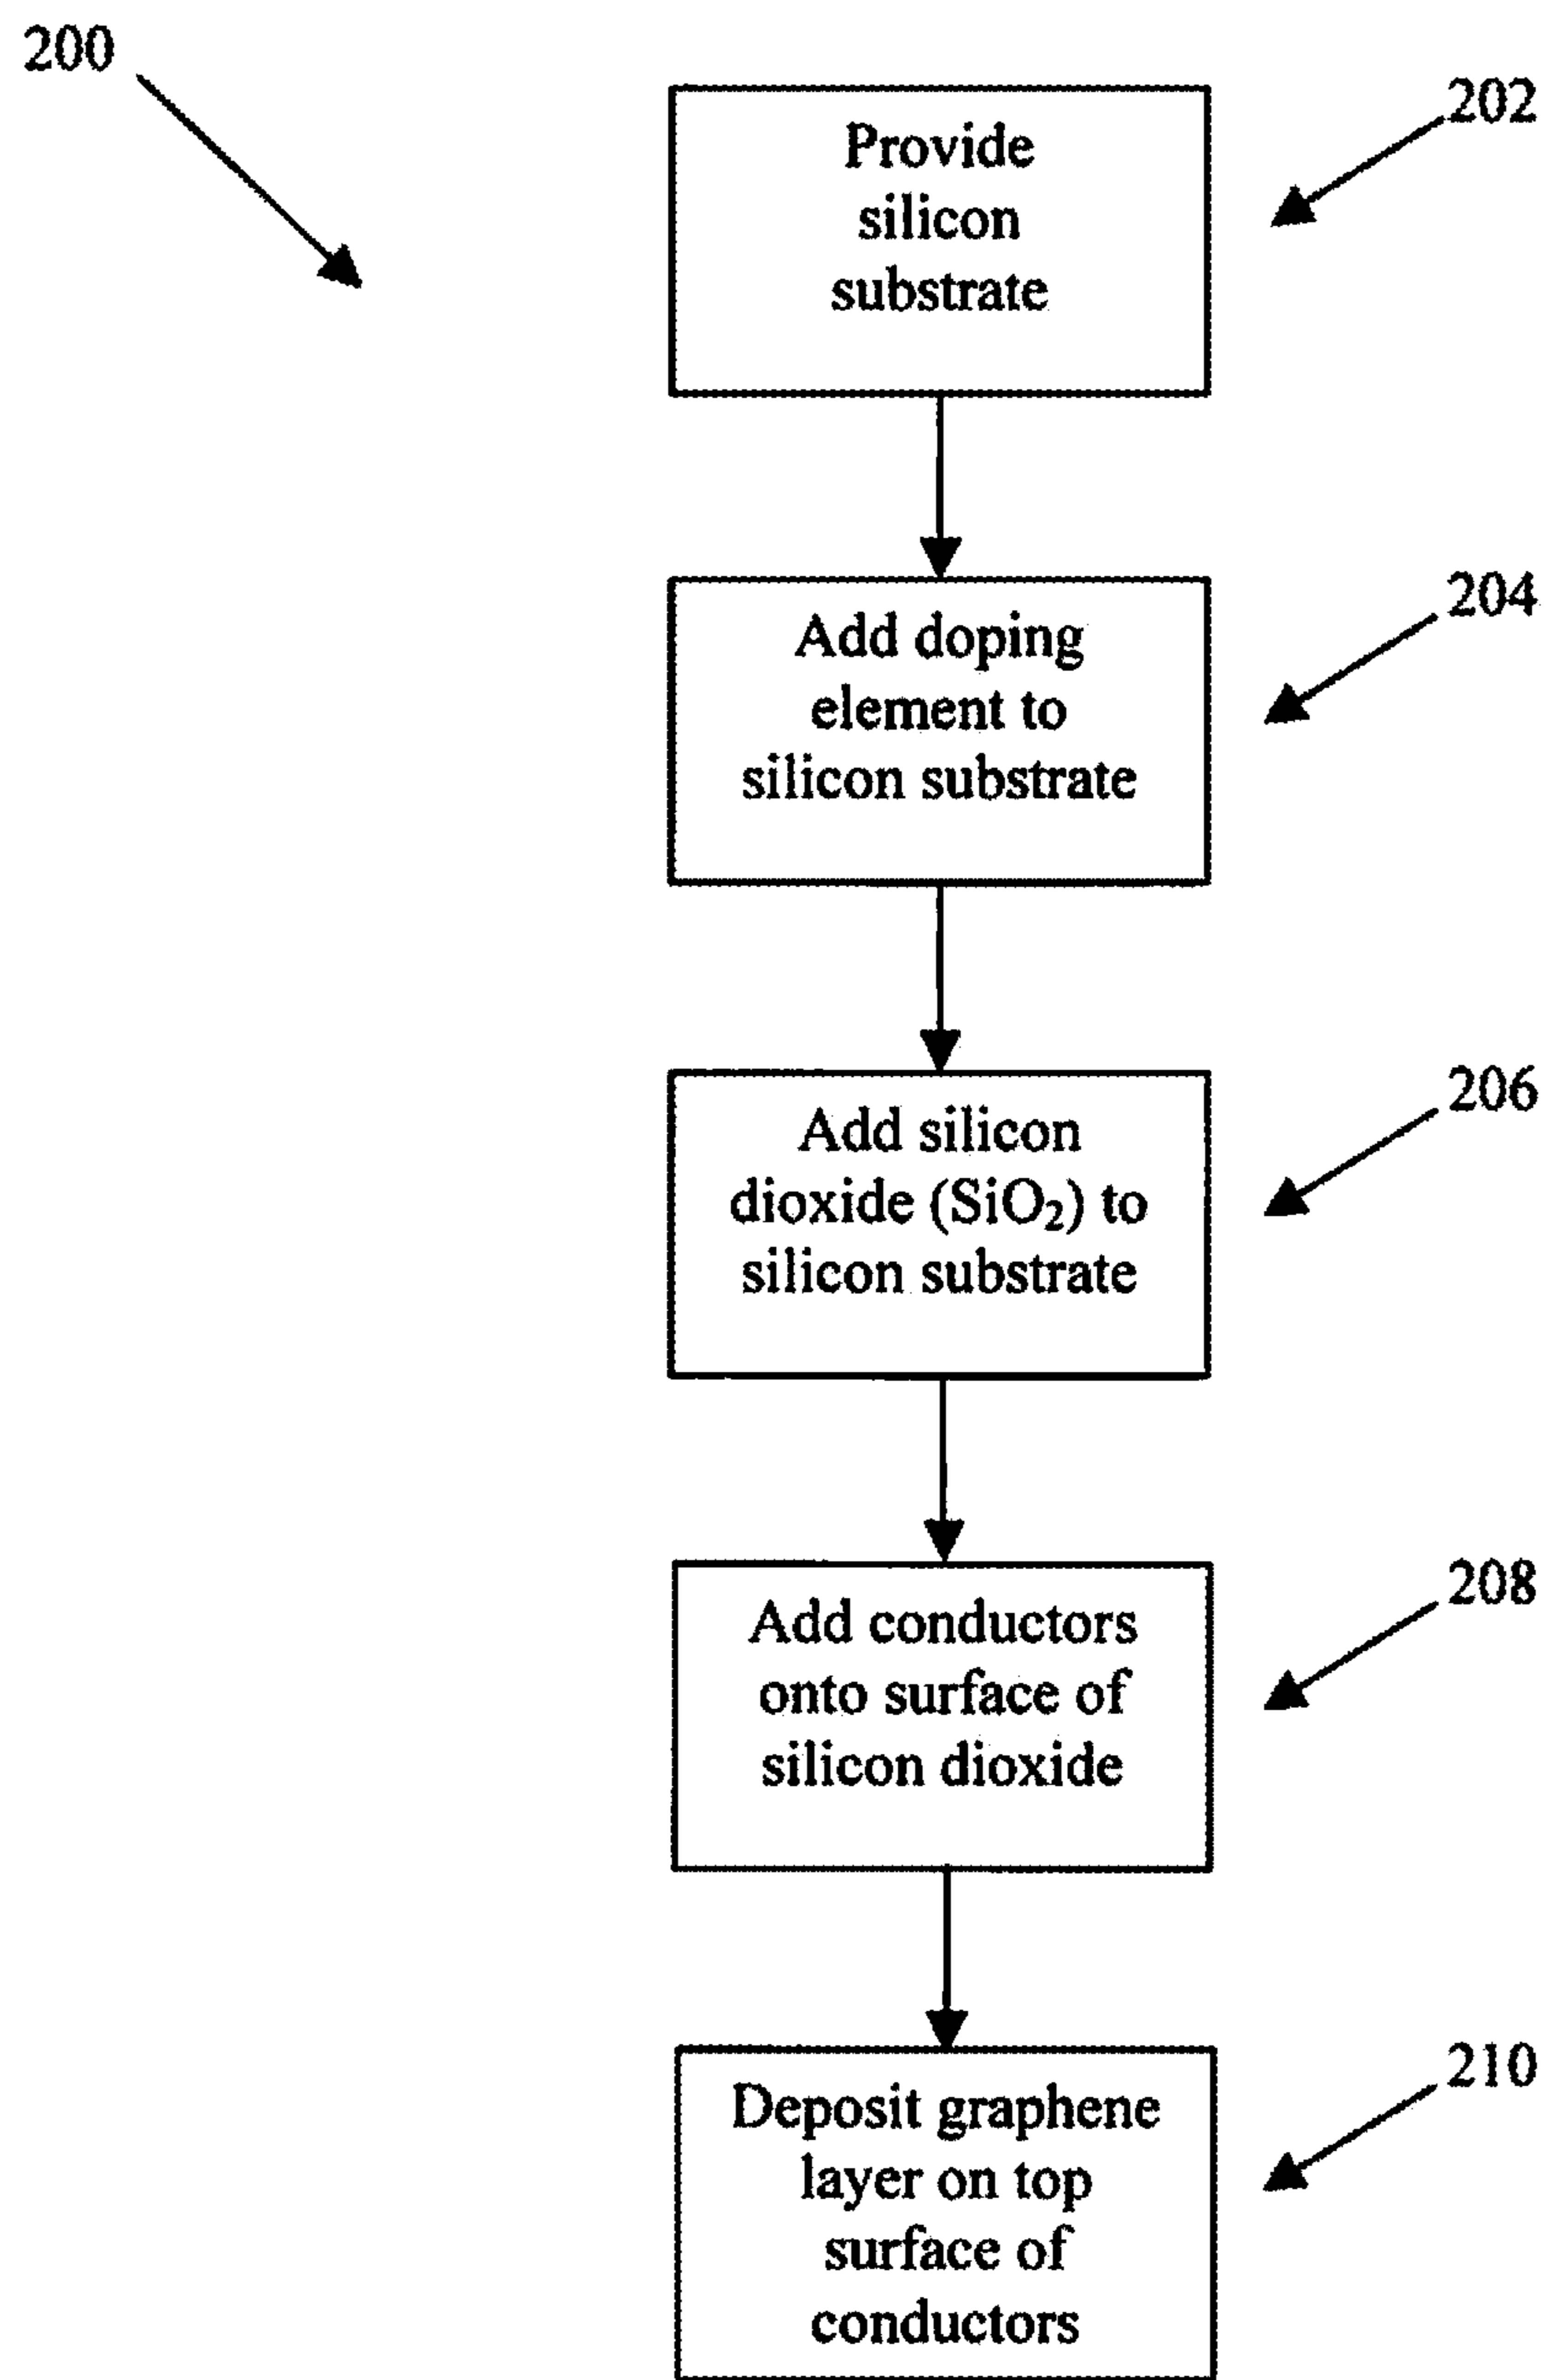 200
202
Provide
silicon
substrate
204
Add doping
element to
silicon substrate
206
Add silicon
dioxide (SiO₂) to
silicon substrate
208
Add conductors
onto surface of
silicon dioxide
210
Deposit graphene
layer on top
surface of
conductors